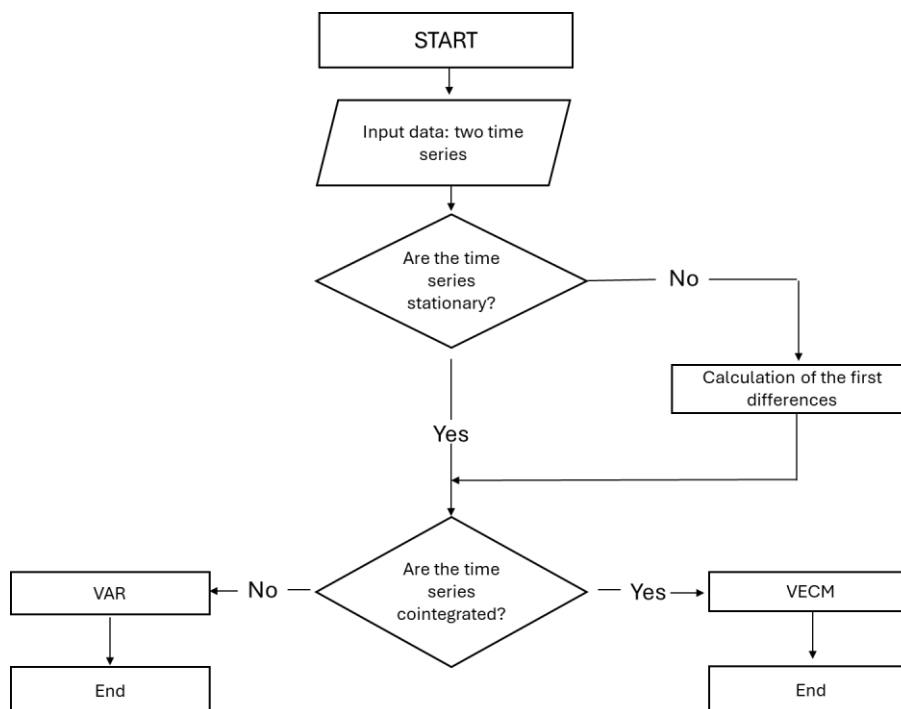 START
Input data: two time
series
Are the time
series
stationary?
No
Calculation of the first
differences
Yes
Are the time
series
cointegrated?
No
VAR
Yes
VECM
End
End